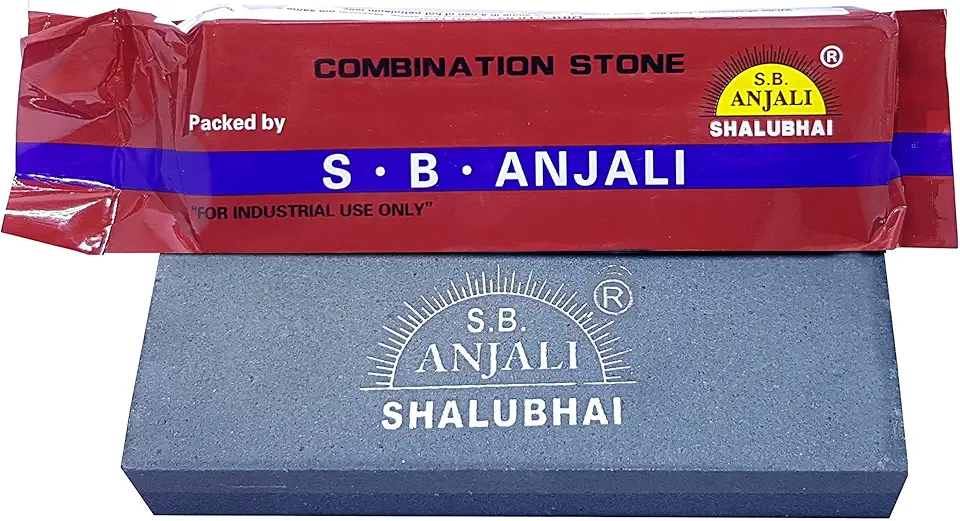 COMBINATION STONE
S.B.
ANJALI
SHALUBHAI
®
Packed by
S · B · ANJALI
"FOR INDUSTRIAL USE ONLY"
S.B.
ANJALI
SHALUBHAI
®